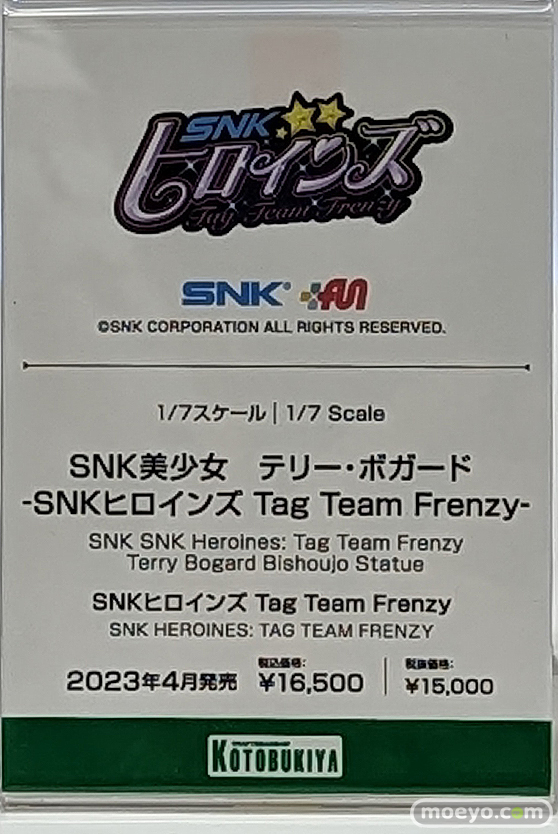 SNK
ヒロインズ
Tag Team Frenzy
SNK
©SNK CORPORATION ALL RIGHTS RESERVED.
1/7スケール | 1/7 Scale
SNK美少女 テリー・ボガード
-SNKヒロインズ Tag Team Frenzy-
SNK SNK Heroines: Tag Team Frenzy
Terry Bogard Bishoujo Statue
SNKヒロインズ Tag Team Frenzy
SNK HEROINES: TAG TEAM FRENZY
2023年4月発売 税込価格: ¥16,500 税抜価格: ¥15,000
KOTOBUKIYA
moeyo.com